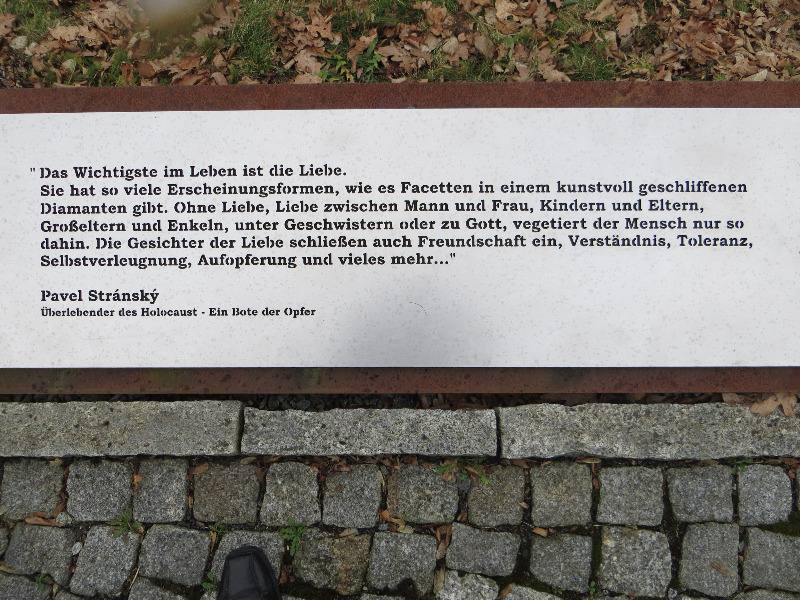 "Das Wichtigste im Leben ist die Liebe.
Sie hat so viele Erscheinungsformen, wie es Facetten in einem kunstvoll geschliffenen
Diamanten gibt. Ohne Liebe, Liebe zwischen Mann und Frau, Kindern und Eltern,
Großeltern und Enkeln, unter Geschwistern oder zu Gott, vegetiert der Mensch nur so
dahin. Die Gesichter der Liebe schließen auch Freundschaft ein, Verständnis, Toleranz,
Selbstverleugnung, Aufopferung und vieles mehr..."
Pavel Stránský
Überlebender des Holocaust - Ein Bote der Opfer